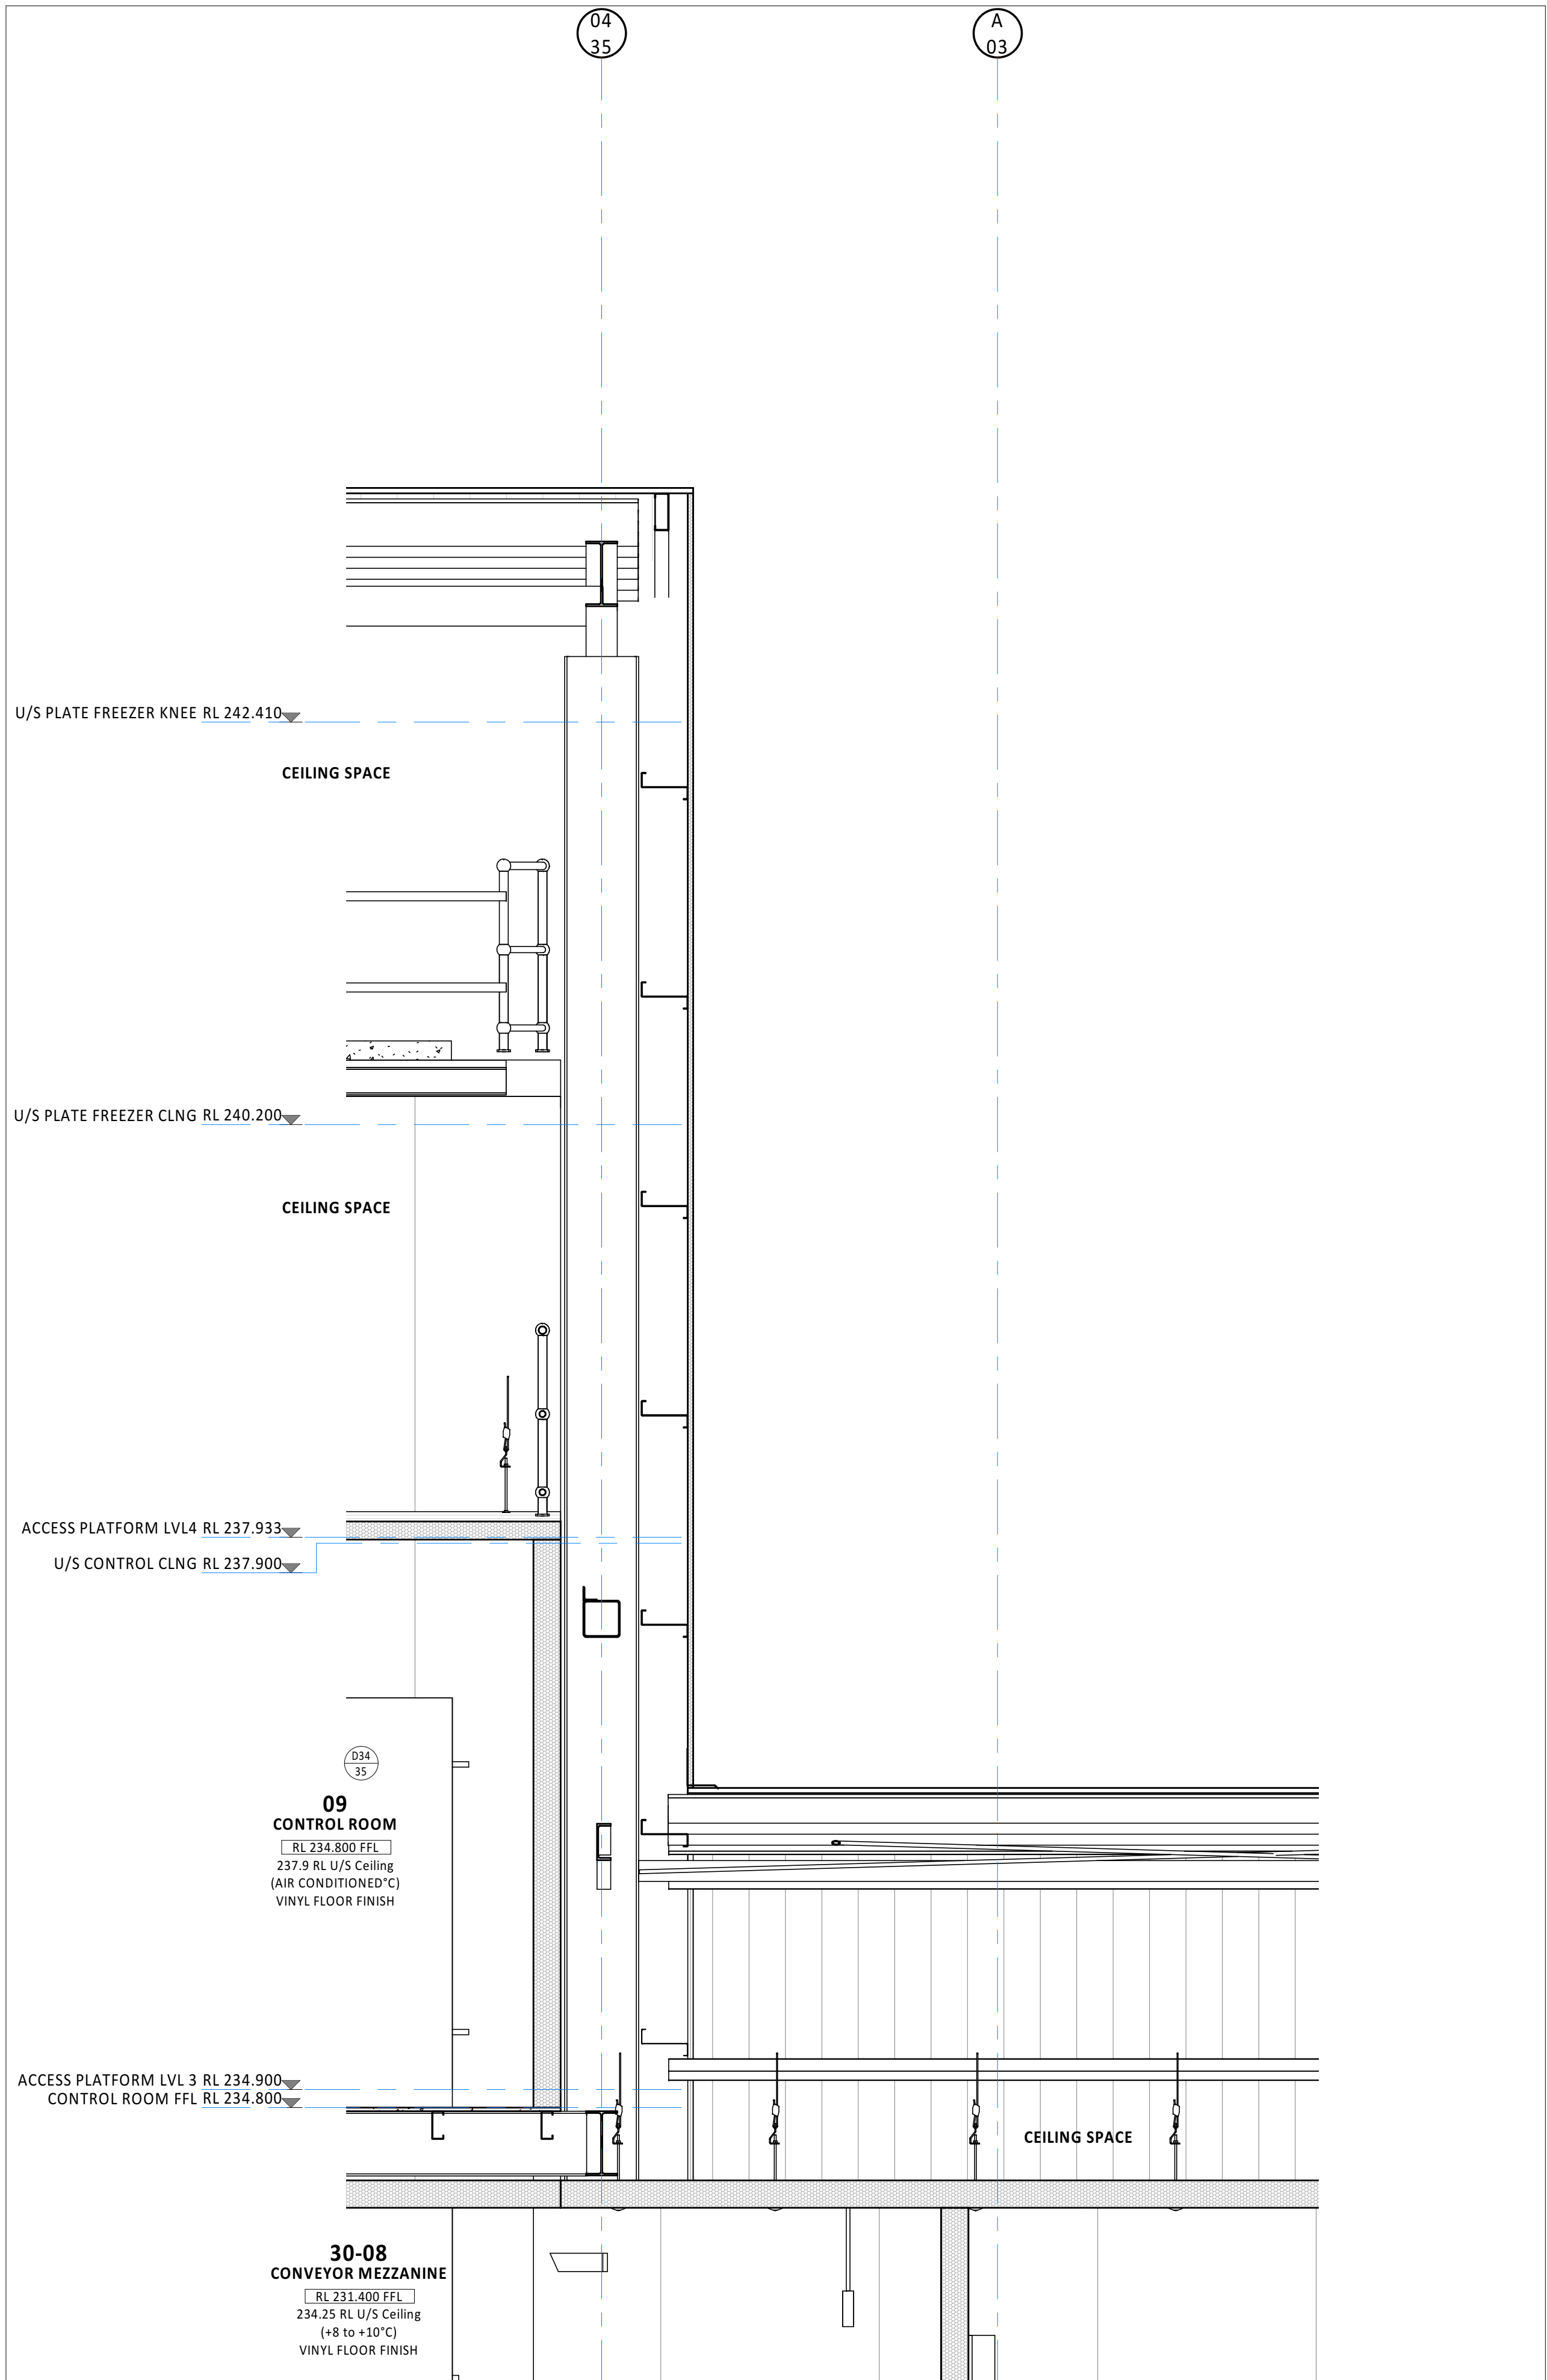 04
35
A
03
U/S PLATE FREEZER KNEE RL 242.410
CEILING SPACE
U/S PLATE FREEZER CLNG RL 240.200
CEILING SPACE
ACCESS PLATFORM LVL4 RL 237.933
U/S CONTROL CLNG RL 237.900
D34
35
09
CONTROL ROOM
RL 234.800 FFL
237.9 RL U/S Ceiling
(AIR CONDITIONED°C)
VINYL FLOOR FINISH
ACCESS PLATFORM LVL 3 RL 234.900
CONTROL ROOM FFL RL 234.800
CEILING SPACE
30-08
CONVEYOR MEZZANINE
RL 231.400 FFL
234.25 RL U/S Ceiling
(+8 to +10°C)
VINYL FLOOR FINISH